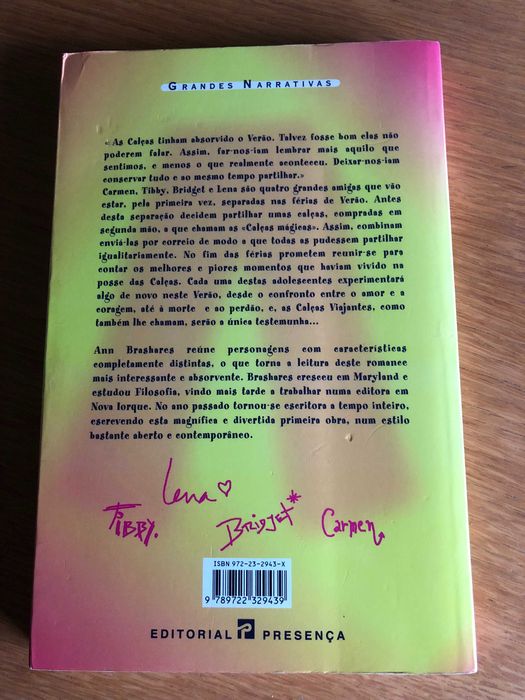 GRANDES NARRATIVAS
«As Calças tinham absorvido o Verão. Talvez fosse bom elas não
poderem falar. Assim, far-nos-iam lembrar mais aquilo que
sentimos, e menos o que realmente aconteceu. Deixar-nos-iam
conservar tudo e ao mesmo tempo partilhar.»
Carmen, Tibby, Bridget e Lena são quatro grandes amigas que vão
estar, pela primeira vez, separadas nas férias de Verão. Antes
desta separação decidem partilhar umas calças, compradas em
segunda mão, a que chamam as «Calças mágicas». Assim, combinam
enviá-las por correio de modo a que todas as pudessem partilhar
igualitariamente. No fim das férias prometem reunir-se para
contar os melhores e piores momentos que haviam vivido na
posse das Calças. Cada uma destas adolescentes experimentará
algo de novo neste Verão, desde o confronto entre o amor e a
coragem, até à morte e ao perdão, e, as Calças Viajantes, como
também lhe chamam, serão a única testemunha...
Ann Brashares reúne personagens com características
completamente distintas, o que torna a leitura deste romance
mais interessante e absorvente. Brashares cresceu em Maryland e
estudou Filosofia, vindo mais tarde a trabalhar numa editora em
Nova Iorque. No ano passado tornou-se escritora a tempo inteiro,
escrevendo esta magnífica e divertida primeira obra, num estilo
bastante aberto e contemporâneo.
Lena
TIBBY.
BRIDGET
Carmen
ISBN 972-23-2943-X
9 789722 329439
EDITORIAL PRESENÇA